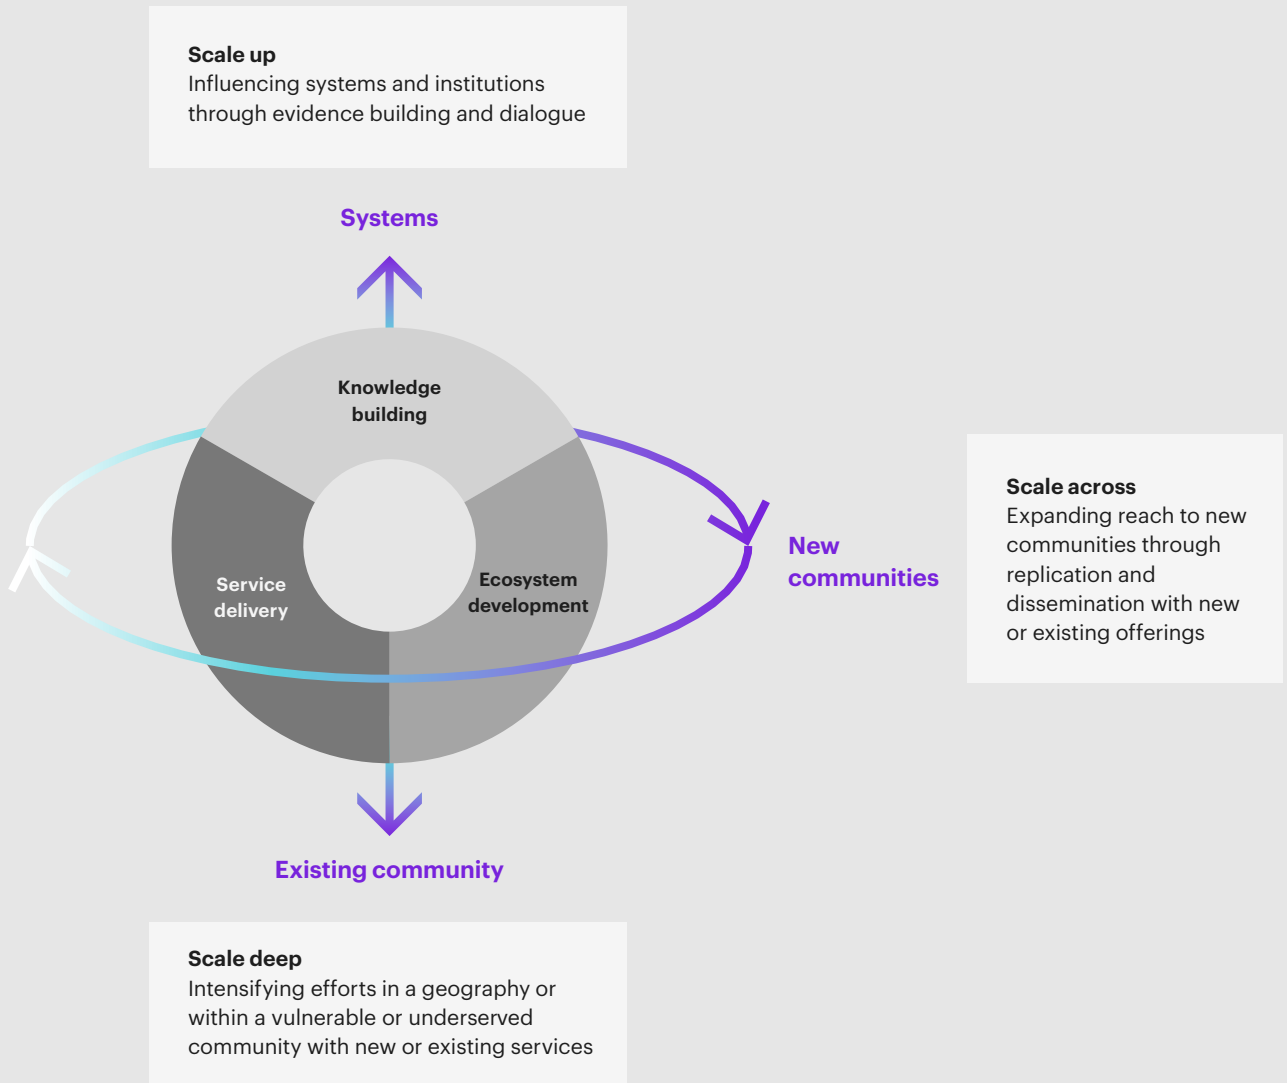 Scale up
Influencing systems and institutions
through evidence building and dialogue
Systems
Knowledge
building
Service
delivery
Ecosystem
development
New
communities
Scale across
Expanding reach to new
communities through
replication and
dissemination with new
or existing offerings
Existing community
Scale deep
Intensifying efforts in a geography or
within a vulnerable or underserved
community with new or existing services